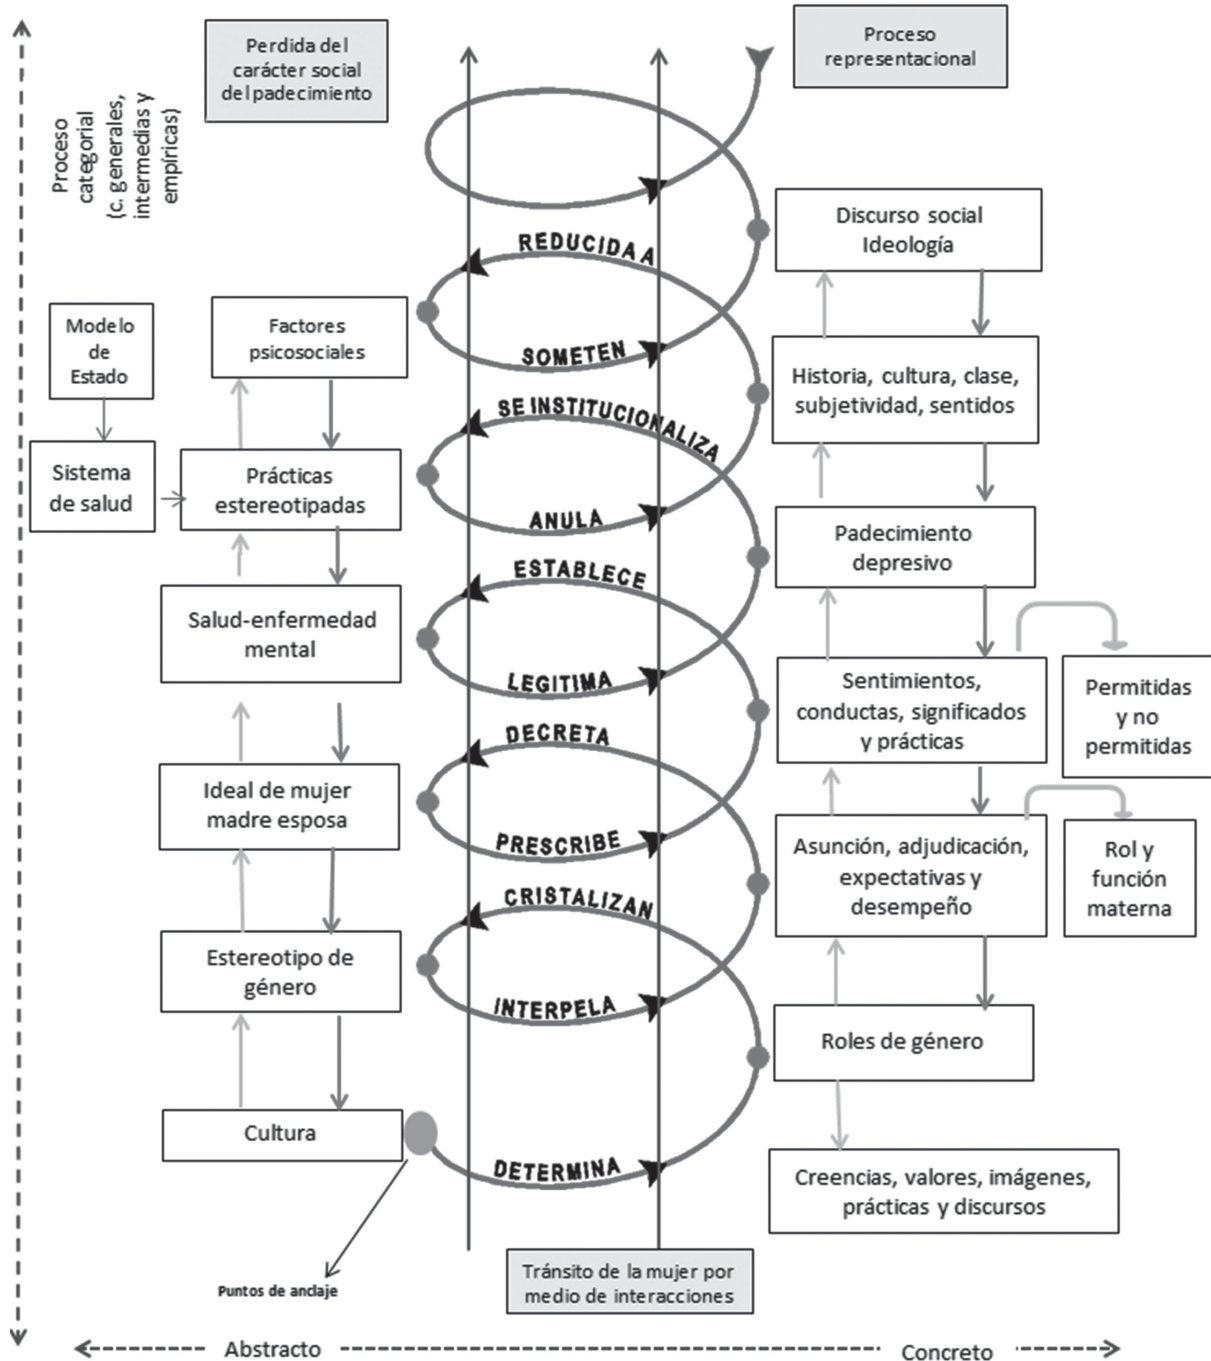 Perdida del
carácter social
del padecimiento
Proceso
representacional
Proceso
categorial
(c. generales,
intermedias y
empíricas)
Discurso social
Ideología
REDUCIDA A
Modelo
de
Estado
Factores
psicosociales
SOMETEN
Historia, cultura, clase,
subjetividad, sentidos
SE INSTITUCIONALIZA
Sistema
de salud
Prácticas
estereotipadas
ANULA
Padecimiento
depresivo
ESTABLECE
Salud-enfermedad
mental
LEGITIMA
Sentimientos,
conductas, significados
y prácticas
Permitidas
y no
permitidas
DECRETA
Ideal de mujer
madre esposa
PRESCRIBE
Asunción, adjudicación,
expectativas y
desempeño
Rol y
función
materna
CRISTALIZAN
Estereotipo de
género
INTERPELA
Roles de género
Cultura
DETERMINA
Creencias, valores, imágenes,
prácticas y discursos
Puntos de anclaje
Tránsito de la mujer por
medio de interacciones
Abstracto
Concreto